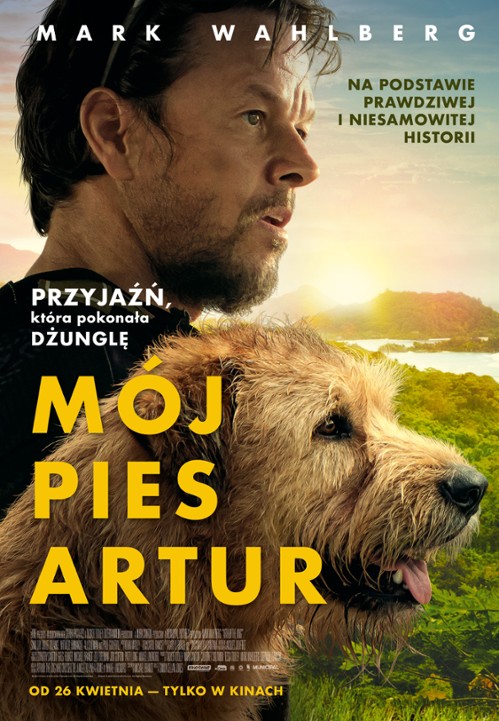 MARK WAHLBERG
NA PODSTAWIE
PRAWDZIWEJ
I NIESAMOWITEJ
HISTORII
PRZYJAŹŃ,
która pokonała
DŻUNGLĘ
MÓJ
PIES
ARTUR
OD 26 KWIETNIA — TYLKO W KINACH